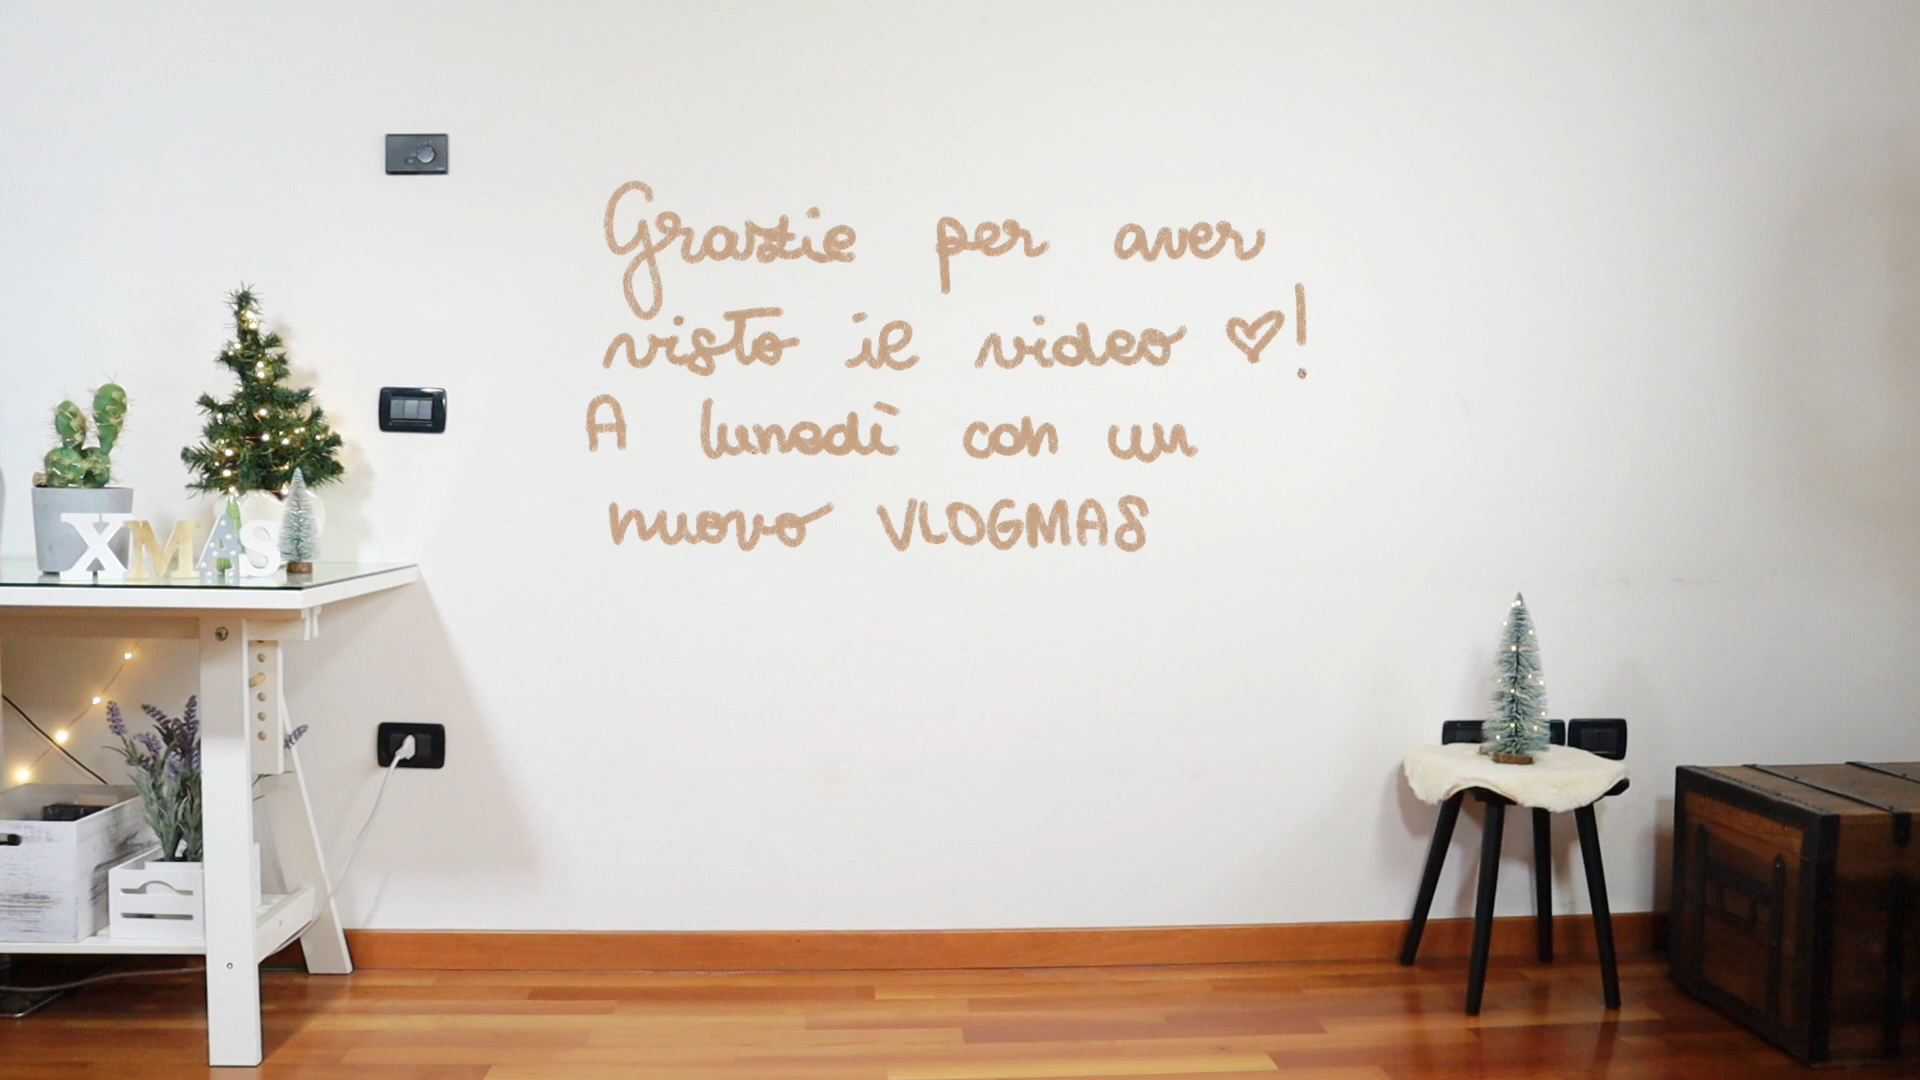 Grazie per aver
visto il video ♡!
A lunedì con un
nuovo VLOGMAS
XMAS